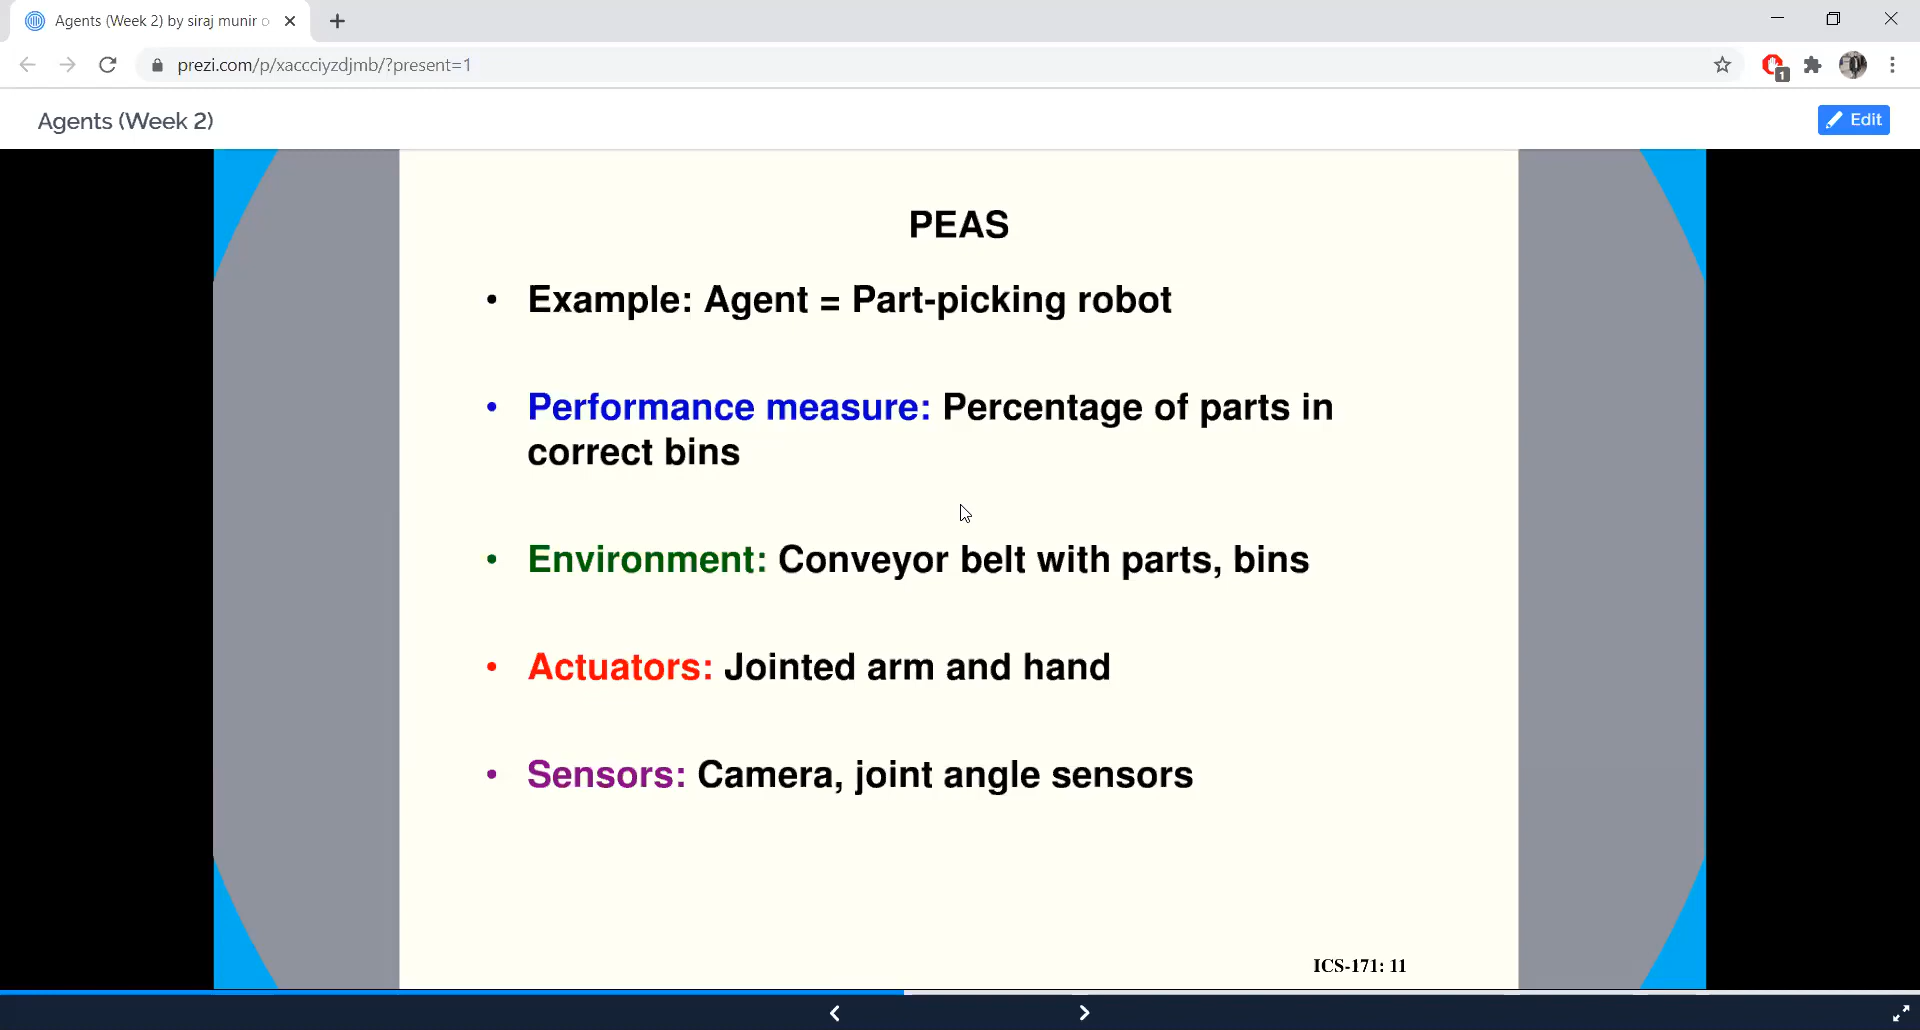 Agents (Week 2) by siraj munir o
prezi.com/p/xaccciyzdjmb/?present=1
1
Agents (Week 2)
Edit
PEAS
• Example: Agent = Part-picking robot
• Performance measure: Percentage of parts in
correct bins
• Environment: Conveyor belt with parts, bins
• Actuators: Jointed arm and hand
• Sensors: Camera, joint angle sensors
ICS-171: 11